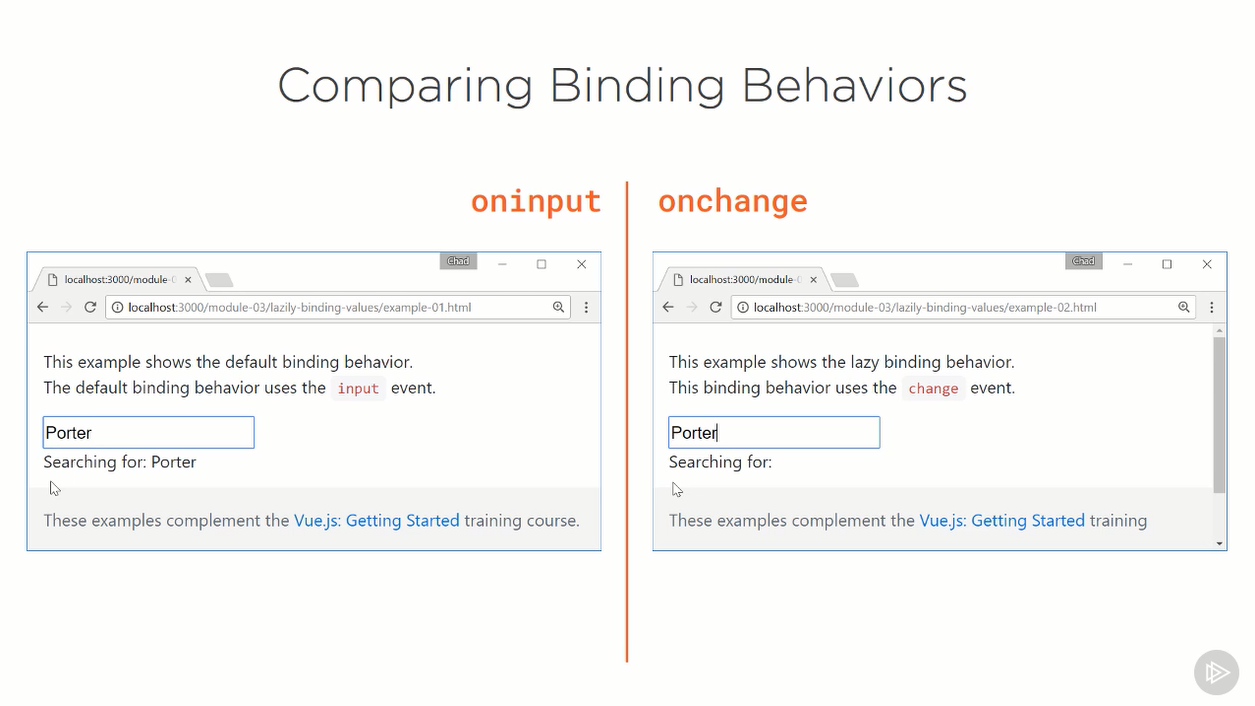 Comparing Binding Behaviors
oninput
Chad
localhost:3000/module-0
localhost:3000/module-03/lazily-binding-values/example-01.html
This example shows the default binding behavior.
The default binding behavior uses the input event.
Porter
Searching for: Porter
These examples complement the Vue.js: Getting Started training course.
onchange
Chad
localhost:3000/module-0
localhost:3000/module-03/lazily-binding-values/example-02.html
This example shows the lazy binding behavior.
This binding behavior uses the change event.
Porter
Searching for:
These examples complement the Vue.js: Getting Started training